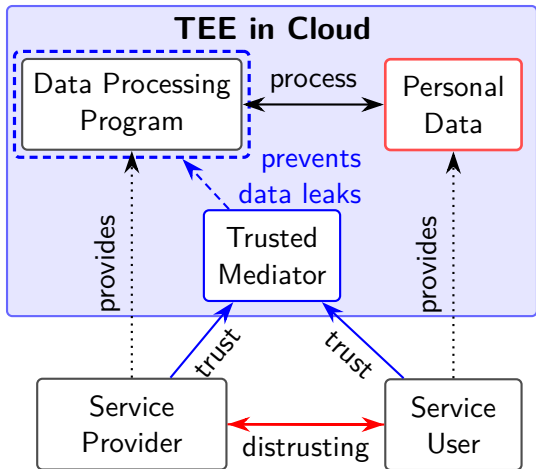 TEE in Cloud
Data Processing
Program
process
Personal
Data
prevents
data leaks
Trusted
Mediator
provides
provides
trust
trust
Service
Provider
distrusting
Service
User